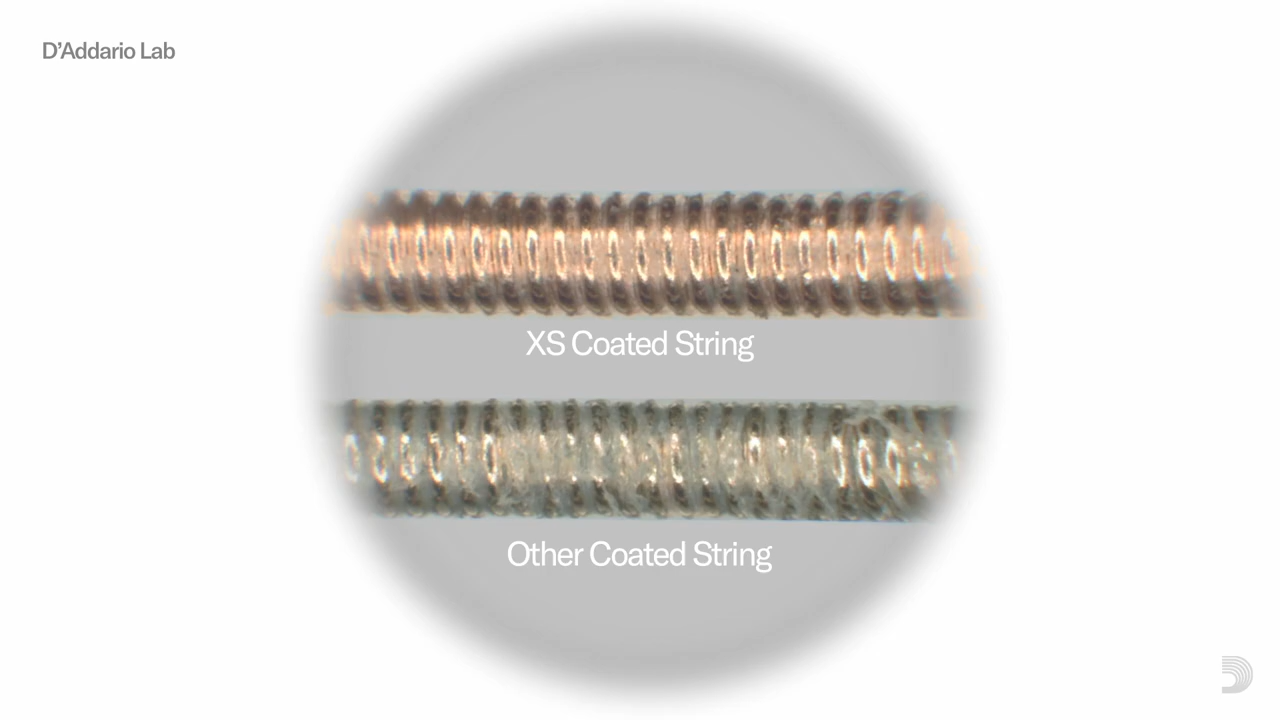 D'Addario Lab
XS Coated String
Other Coated String